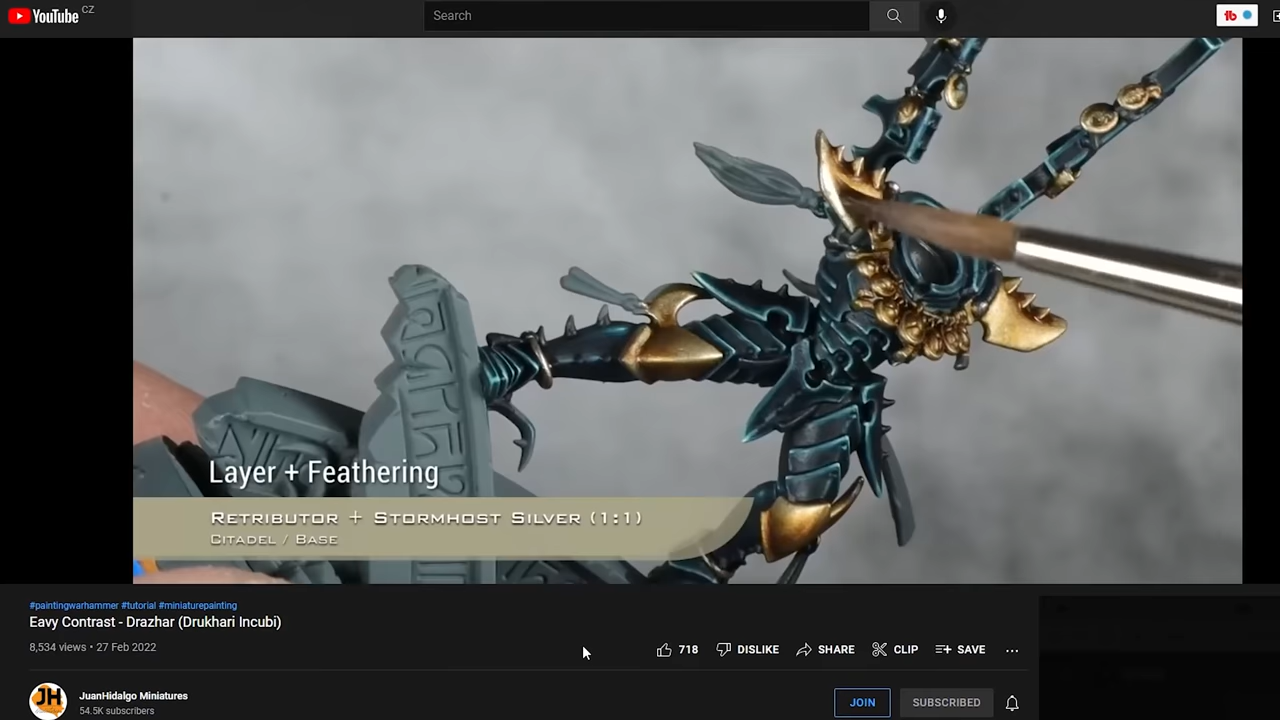 YouTube CZ
Search
Layer + Feathering
Retributor + Stormhost Silver (1:1)
Citadel / Base
#paintingwarhammer #tutorial #miniaturepainting
Eavy Contrast - Drazhar (Drukhari Incubi)
8,534 views • 27 Feb 2022
718 DISLIKE SHARE CLIP SAVE
JH
JuanHidalgo Miniatures
54.5K subscribers
JOIN SUBSCRIBED